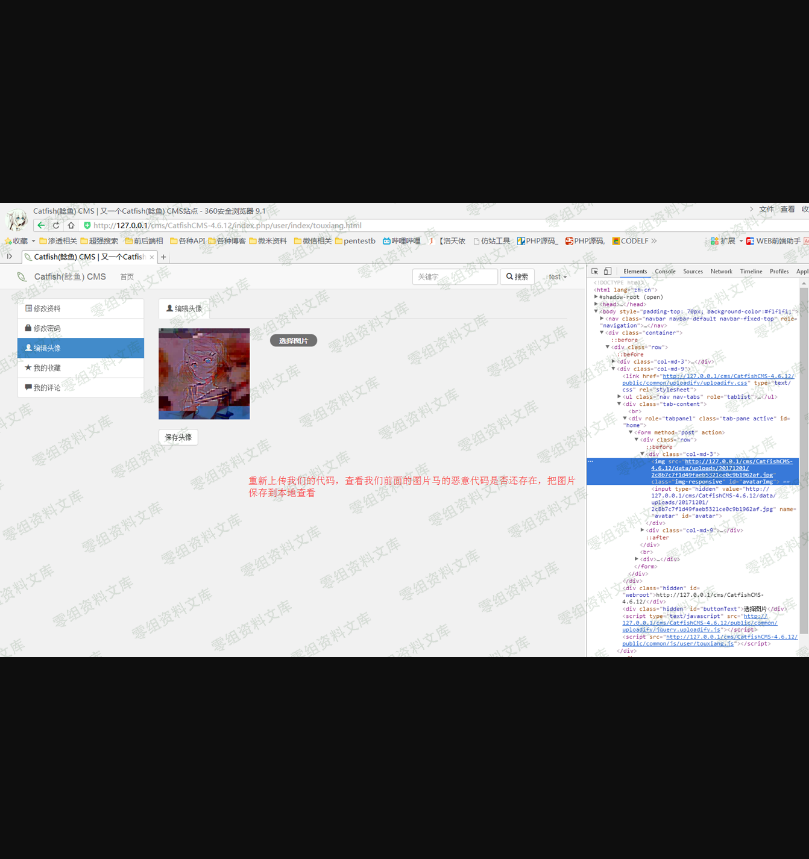 Catfish(鲶鱼) CMS | 又一个Catfish(鲶鱼) CMS站点 - 360安全浏览器 9.1
文件 查看 收
http://127.0.0.1/cms/CatfishCMS-4.6.12/index.php/user/index/touxiang.html
收藏 渗透相关 超强搜索 前后端相 各种API 各种博客 微米资料 微信相关 pentestb 哔哩哔哩 【浩天依 仿站工具 PHP源码_ PHP源码, CODELF » 扩展 WEB前端助手
Catfish(鲶鱼) CMS | 又一个Catfis × +
Catfish(鲶鱼) CMS 首页 关键字 搜索 test
Elements Console Sources Network Timeline Profiles Appl
修改资料
修改密码
编辑头像
我的收藏
我的评论
编辑头像
选择图片
保存头像
重新上传我们的代码，查看我们前面的图片马的恶意代码是否还存在，把图片
保存到本地查看
<!DOCTYPE html>
<html lang="zh-cn">
▶#shadow-root (open)
▶<head>…</head>
▼<body style="padding-top: 70px; background-color:#f1f1f1;">
▶<nav class="navbar navbar-default navbar-fixed-top" role=
"navigation">…</nav>
▼<div class="container">
::before
▼<div class="row">
::before
▶<div class="col-md-3">…</div>
▼<div class="col-md-9">
<link href="http://127.0.0.1/cms/CatfishCMS-4.6.12/
public/common/uploadify/uploadify.css" type="text/
css" rel="stylesheet">
▶<ul class="nav nav-tabs" role="tablist">…</ul>
▼<div class="tab-content">
<br>
▼<div role="tabpanel" class="tab-pane active" id=
"home">
▼<form method="post" action>
▼<div class="row">
::before
▼<div class="col-md-3">
<img src="http://127.0.0.1/cms/CatfishCMS-
4.6.12/data/uploads/20171201/
2c8b7c7f1d49faeb5321ce0c9b1962af.jpg"
class="img-responsive" id="avatarImg"> ==
<input type="hidden" value="http://
127.0.0.1/cms/CatfishCMS-4.6.12/data/
uploads/20171201/
2c8b7c7f1d49faeb5321ce0c9b1962af.jpg" name=
"avatar" id="avatar">
</div>
▶<div class="col-md-9">…</div>
::after
</div>
<br>
▶<div>…</div>
</form>
</div>
</div>
<div class="hidden" id=
"webroot">http://127.0.0.1/cms/CatfishCMS-
4.6.12/</div>
<div class="hidden" id="buttonText">选择图片</div>
<script type="text/javascript" src="http://
127.0.0.1/cms/CatfishCMS-4.6.12/public/common/
uploadify/jquery.uploadify.js"></script>
<script src="http://127.0.0.1/cms/CatfishCMS-4.6.12/
public/common/js/user/touxiang.js"></script>
</div>
零组资料文库